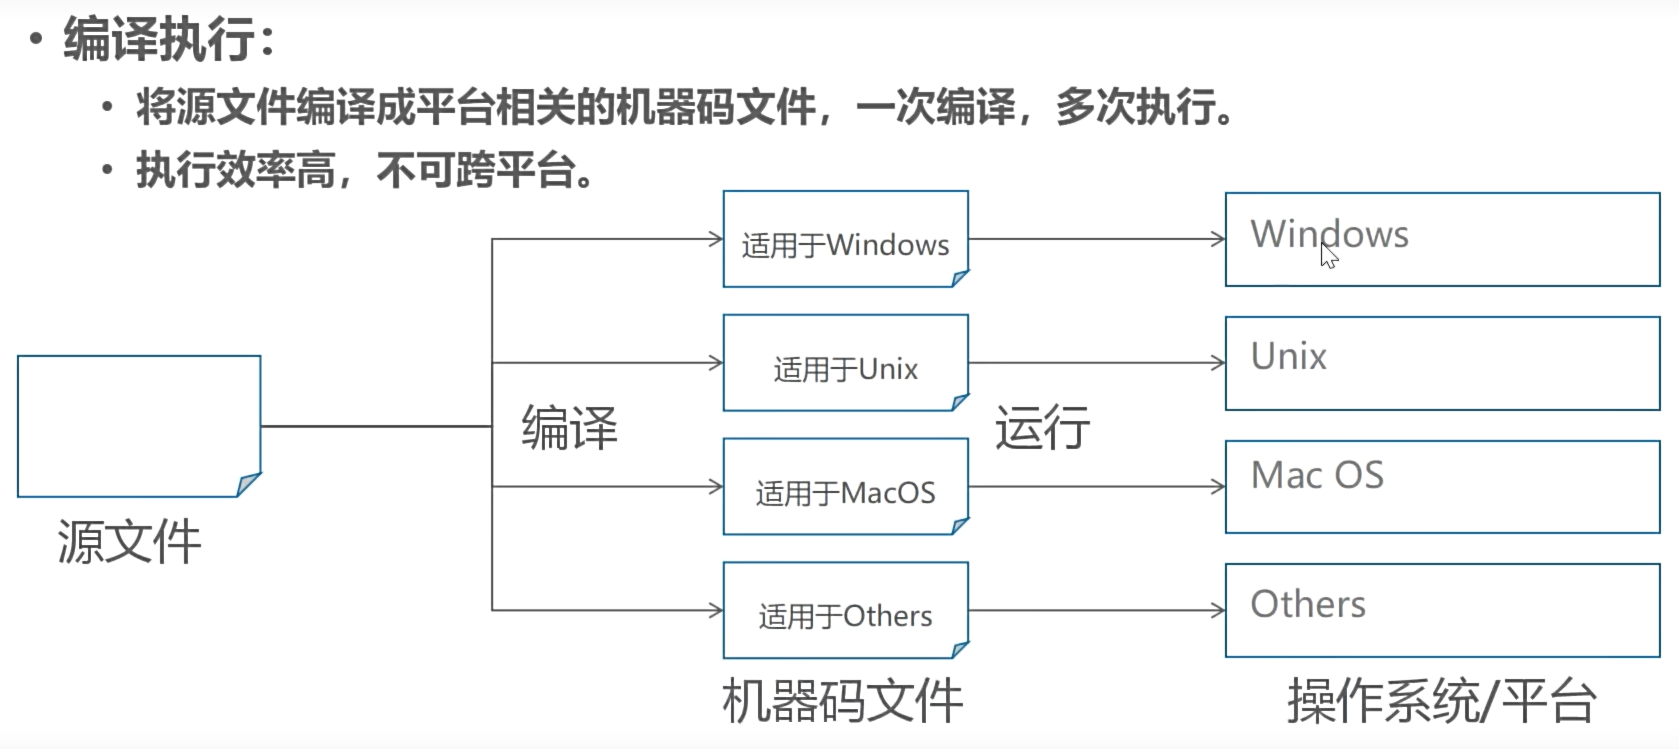 • 编译执行：
• 将源文件编译成平台相关的机器码文件，一次编译，多次执行。
• 执行效率高，不可跨平台。
适用于Windows
Windows
适用于Unix
Unix
编译
运行
适用于MacOS
Mac OS
源文件
适用于Others
Others
机器码文件
操作系统/平台